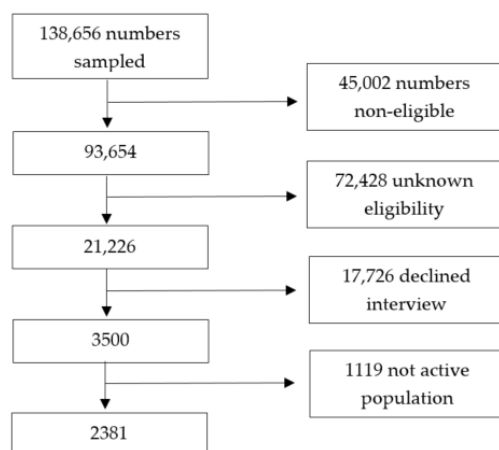 138,656 numbers
sampled
45,002 numbers
non-eligible
93,654
72,428 unknown
eligibility
21,226
17,726 declined
interview
3500
1119 not active
population
2381